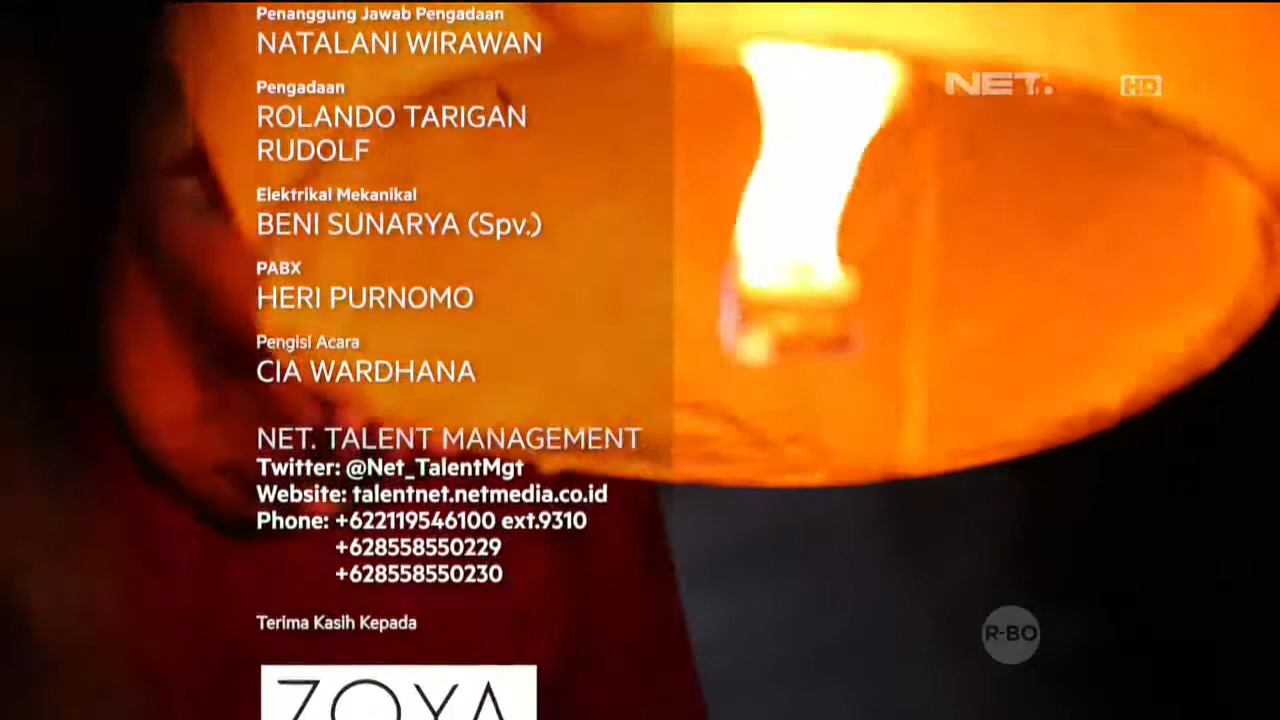 Penanggung Jawab Pengadaan
NATALANI WIRAWAN
Pengadaan
ROLANDO TARIGAN
RUDOLF
Elektrikal Mekanikal
BENI SUNARYA (Spv.)
PABX
HERI PURNOMO
Pengisi Acara
CIA WARDHANA
NET. TALENT MANAGEMENT
Twitter: @Net_TalentMgt
Website: talentnet.netmedia.co.id
Phone: +622119546100 ext.9310
+628558550229
+628558550230
Terima Kasih Kepada
ZOYA
NET.
HD
R-BO